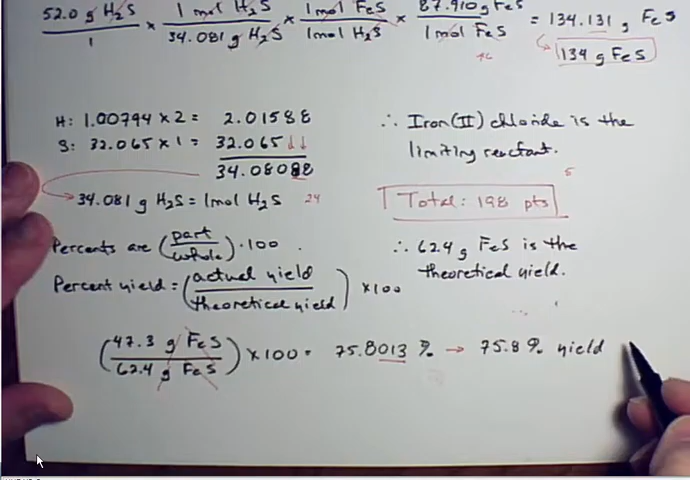 52.0 g H₂S / 1 × 1 mol H₂S / 34.081 g H₂S × 1 mol FeS / 1 mol H₂S × 87.910 g FeS / 1 mol FeS = 134.131 g FeS
134 g FeS
H: 1.00794 × 2 = 2.01588
S: 32.065 × 1 = 32.065
34.08088
34.081 g H₂S = 1 mol H₂S 24
∴ Iron(II) chloride is the
limiting reactant.
5
Total: 198 pts
Percents are (part / whole) · 100
Percent yield = (actual yield / theoretical yield) × 100
∴ 62.4 g FeS is the
theoretical yield.
(47.3 g FeS / 62.4 g FeS) × 100 = 75.8013 % → 75.8 % yield